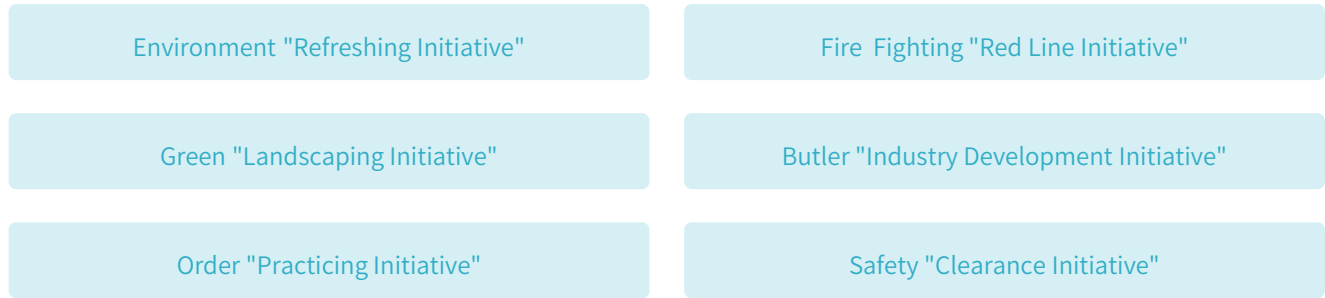 Environment "Refreshing Initiative"
Fire  Fighting "Red Line Initiative"
Green "Landscaping Initiative"
Butler "Industry Development Initiative"
Order "Practicing Initiative"
Safety "Clearance Initiative"